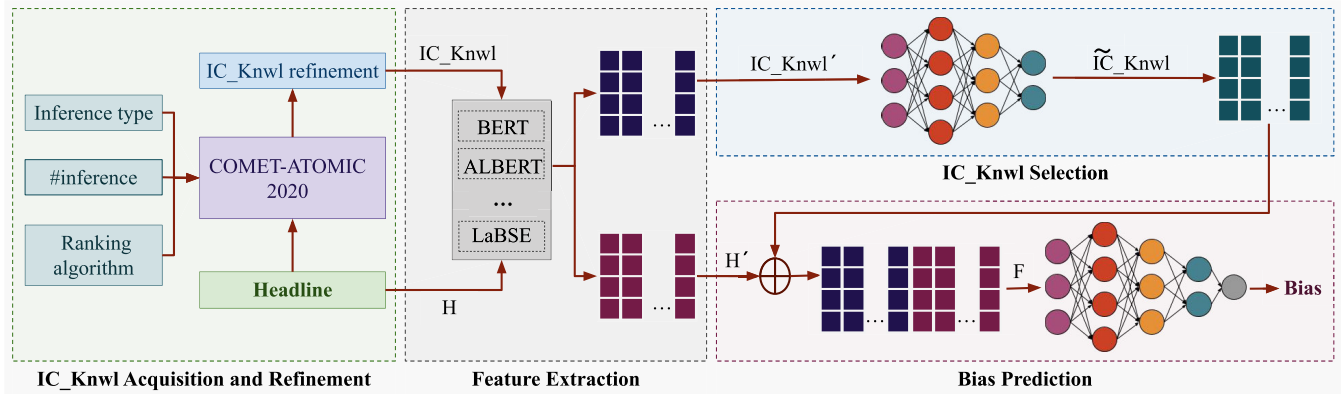 IC_Knwl refinement
Inference type
#inference
Ranking
algorithm
COMET-ATOMIC
2020
Headline
IC_Knwl Acquisition and Refinement
IC_Knwl
H
BERT
ALBERT
...
LaBSE
...
...
Feature Extraction
IC_Knwl´
ĨC_Knwl
...
IC_Knwl Selection
H´
...
...
F
Bias
Bias Prediction